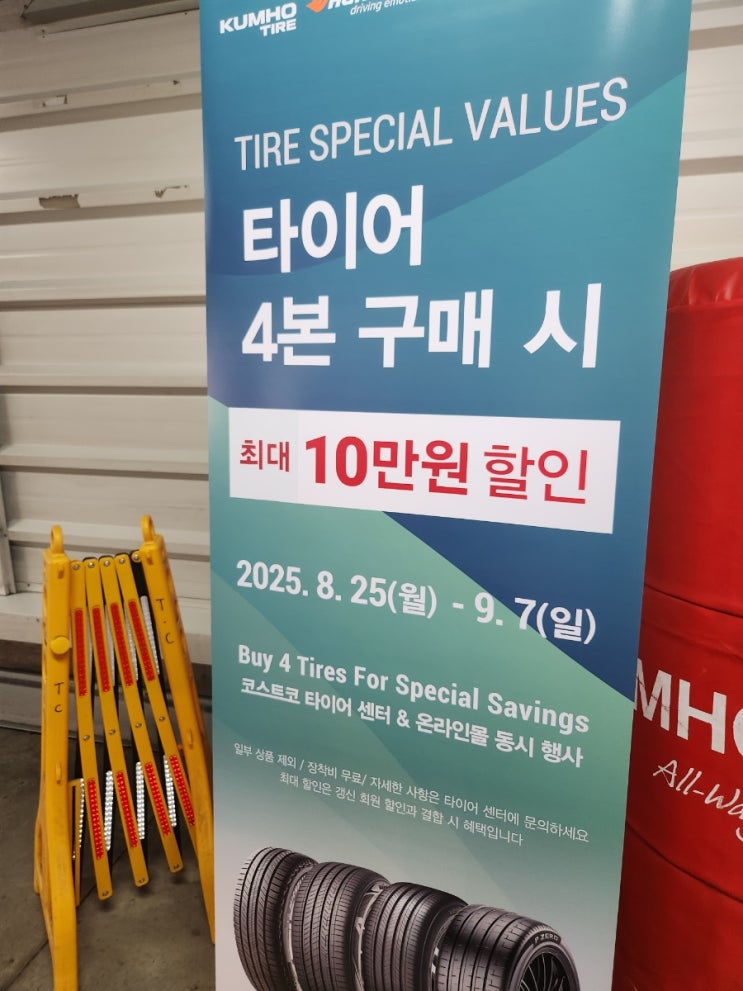 KUMHO
TIRE
driving emotion
TIRE SPECIAL VALUES
타이어
4본 구매 시
최대 10만원 할인
2025. 8. 25(월) - 9. 7(일)
Buy 4 Tires For Special Savings
코스트코 타이어 센터 & 온라인몰 동시 행사
일부 상품 제외 / 장착비 무료/ 자세한 사항은 타이어 센터에 문의하세요
최대 할인은 갱신 회원 할인과 결합 시 혜택입니다
P ZERO
T.C
TC
MHO
All-Wa